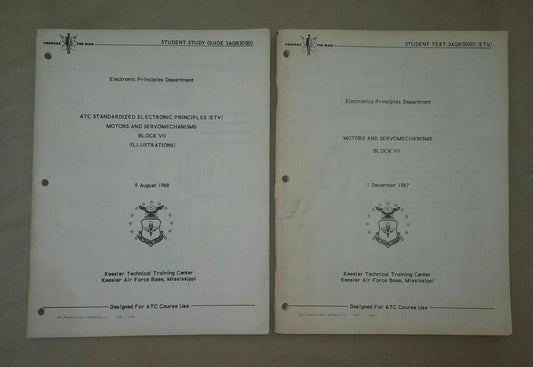 PREPARE THE MAN
STUDENT STUDY GUIDE 3AQR30020
Electronic Principles Department
ATC STANDARDIZED ELECTRONIC PRINCIPLES (ETV)
MOTORS AND SERVOMECHANISMS
BLOCK VII
(ILLUSTRATIONS)
9 August 1968
Keesler Technical Training Center
Keesler Air Force Base, Mississippi
Designed For ATC Course Use
PREPARE THE MAN
STUDENT TEXT 3AQR30020 (ETV)
Electronics Principles Department
MOTORS AND SERVOMECHANISMS
BLOCK VII
1 December 1967
Keesler Technical Training Center
Keesler Air Force Base, Mississippi
Designed For ATC Course Use